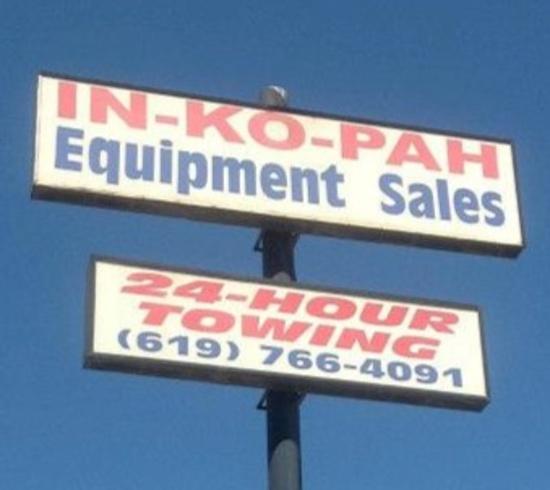 IN-KO-PAH
Equipment Sales
24-HOUR
TOWING
(619) 766-4091